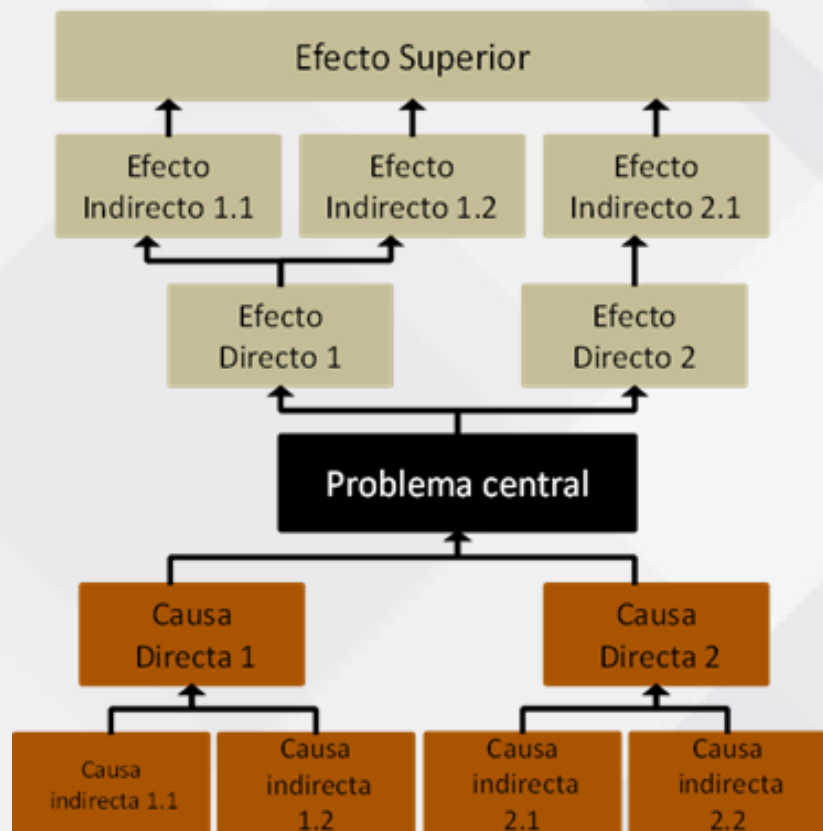 Efecto Superior
Efecto
Indirecto 1.1
Efecto
Indirecto 1.2
Efecto
Indirecto 2.1
Efecto
Directo 1
Efecto
Directo 2
Problema central
Causa
Directa 1
Causa
Directa 2
Causa
indirecta 1.1
Causa
indirecta
1.2
Causa
indirecta
2.1
Causa
indirecta
2.2